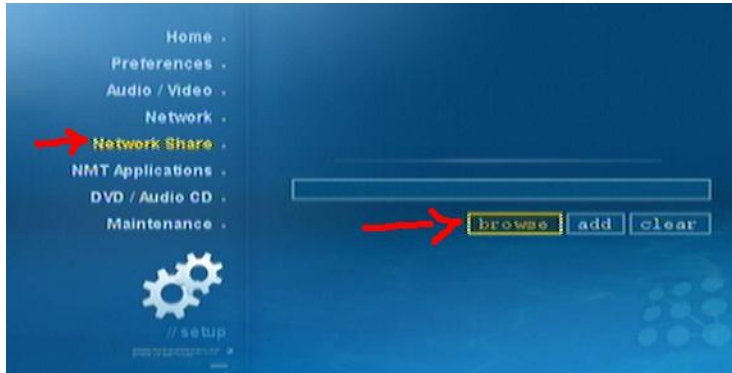 Home
Preferences
Audio / Video
Network
Network Share
NMT Applications
DVD / Audio CD
Maintenance
browse add clear
// setup